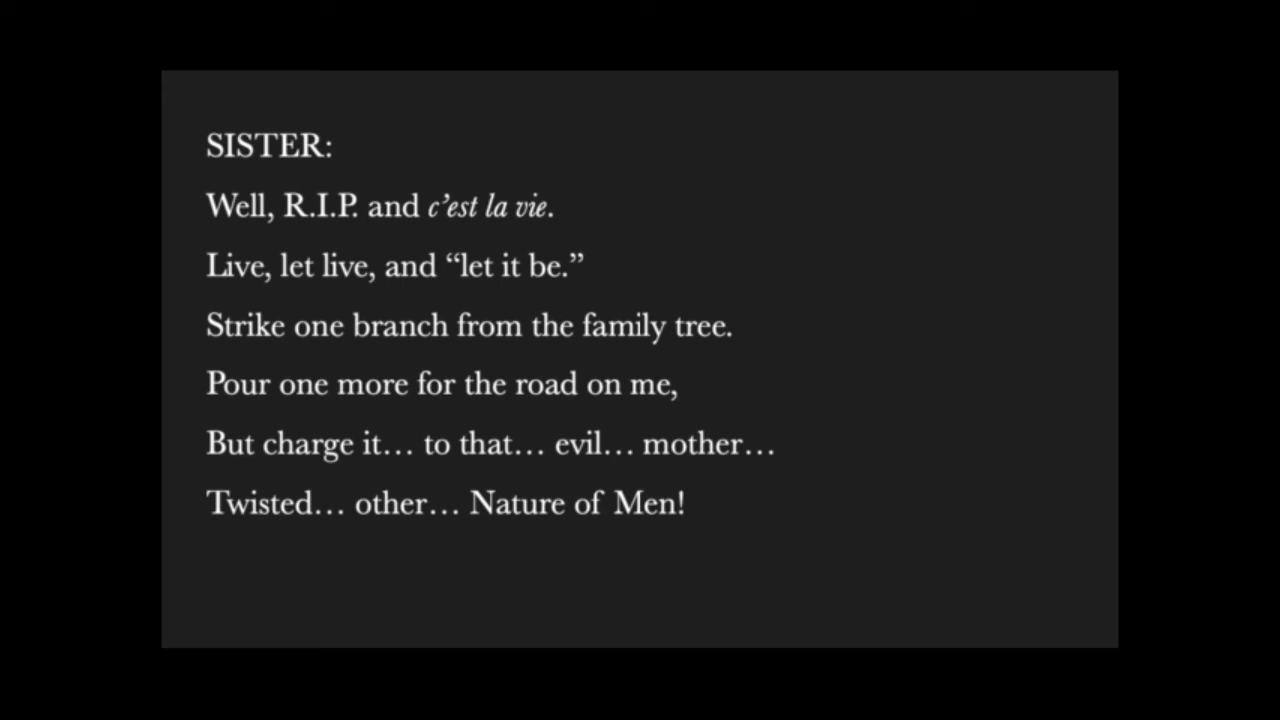 SISTER:
Well, R.I.P. and c’est la vie.
Live, let live, and “let it be.”
Strike one branch from the family tree.
Pour one more for the road on me,
But charge it… to that… evil… mother…
Twisted… other… Nature of Men!